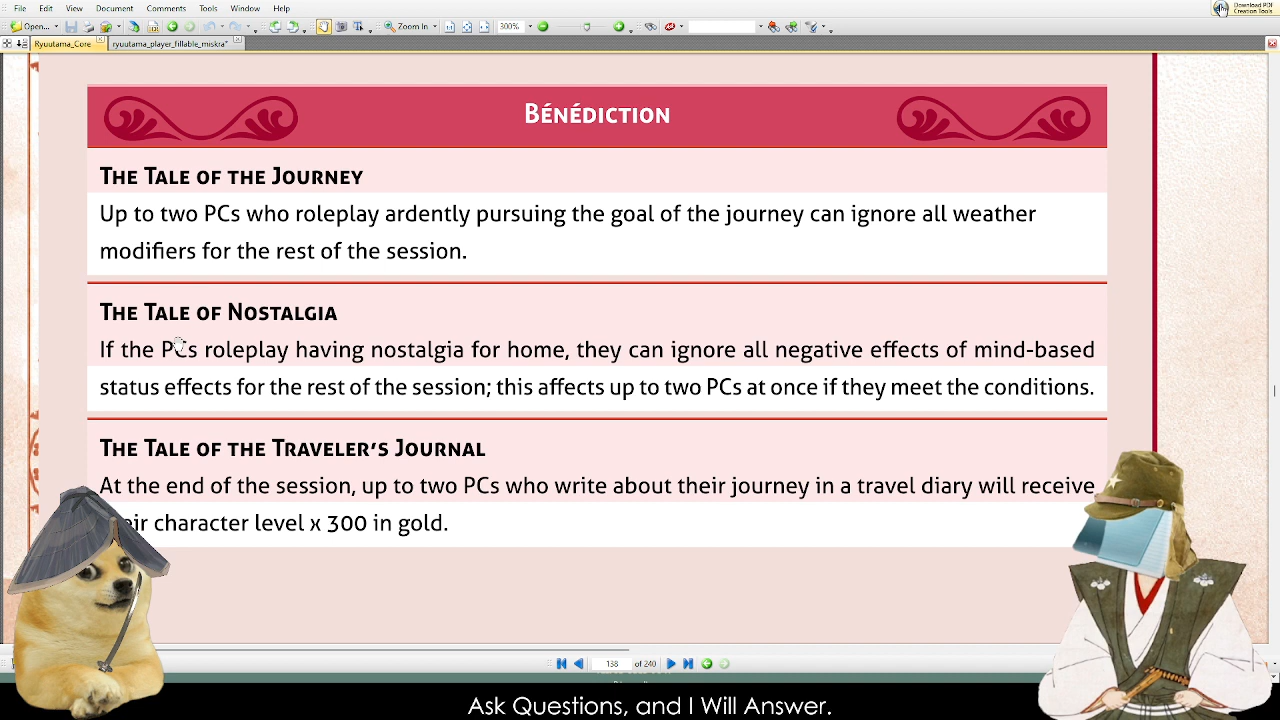 File Edit View Document Comments Tools Window Help
Download PDF
Creation Tools
Open... Zoom In 300%
Ryuutama_Core ryuutama_player_fillable_miskra*
BÉNÉDICTION
THE TALE OF THE JOURNEY
Up to two PCs who roleplay ardently pursuing the goal of the journey can ignore all weather
modifiers for the rest of the session.
THE TALE OF NOSTALGIA
If the PCs roleplay having nostalgia for home, they can ignore all negative effects of mind-based
status effects for the rest of the session; this affects up to two PCs at once if they meet the conditions.
THE TALE OF THE TRAVELER'S JOURNAL
At the end of the session, up to two PCs who write about their journey in a travel diary will receive
their character level x 300 in gold.
138 of 240
Ask Questions, and I Will Answer.